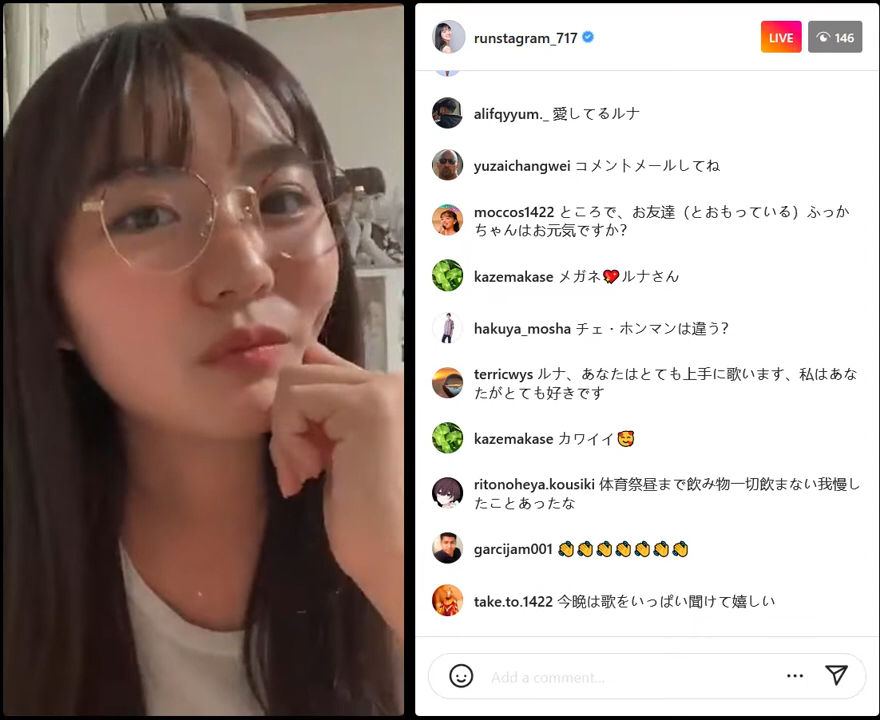 runstagram_717
LIVE
146
alifqyyum._ 愛してるルナ
yuzaichangwei コメントメールしてね
moccos1422 ところで、お友達（とおもっている）ふっか
ちゃんはお元気ですか?
kazemakase メガネ💖ルナさん
hakuya_mosha チェ・ホンマンは違う?
terricwys ルナ、あなたはとても上手に歌います、私はあな
たがとても好きです
kazemakase カワイイ🥰
ritonoheya.kousiki 体育祭昼まで飲み物一切飲まない我慢し
たことあったな
garcijam001 👏👏👏👏👏👏👏
take.to.1422 今晩は歌をいっぱい聞けて嬉しい
Add a comment...